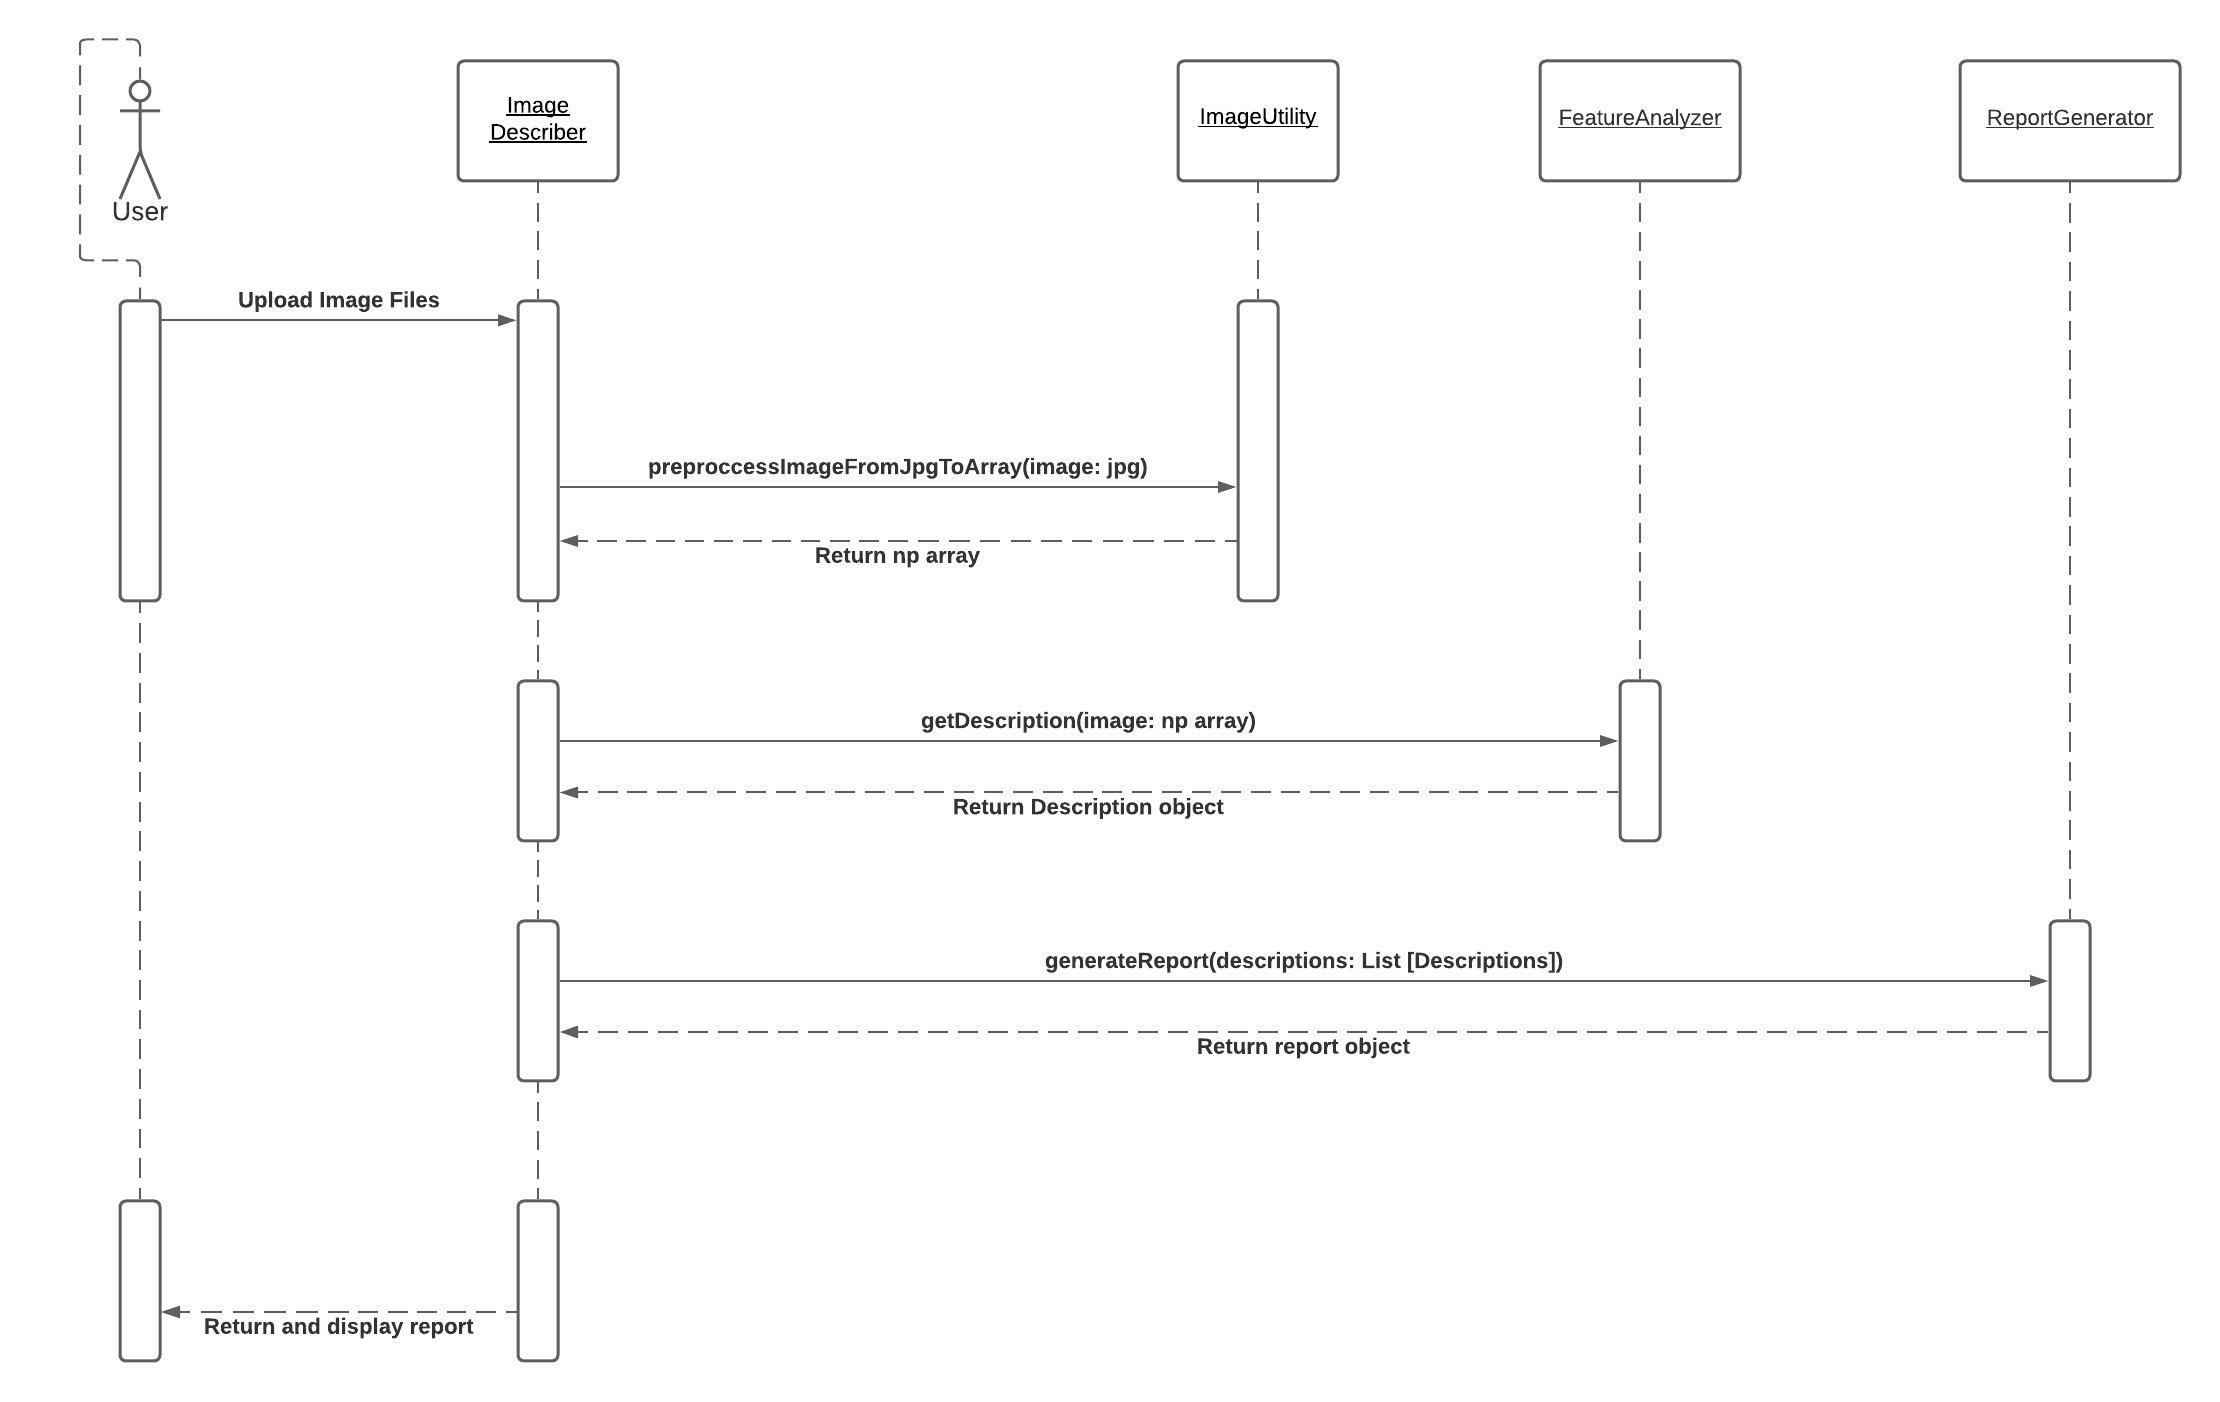 User
Image
Describer
ImageUtility
FeatureAnalyzer
ReportGenerator
Upload Image Files
preproccessImageFromJpgToArray(image: jpg)
Return np array
getDescription(image: np array)
Return Description object
generateReport(descriptions: List [Descriptions])
Return report object
Return and display report